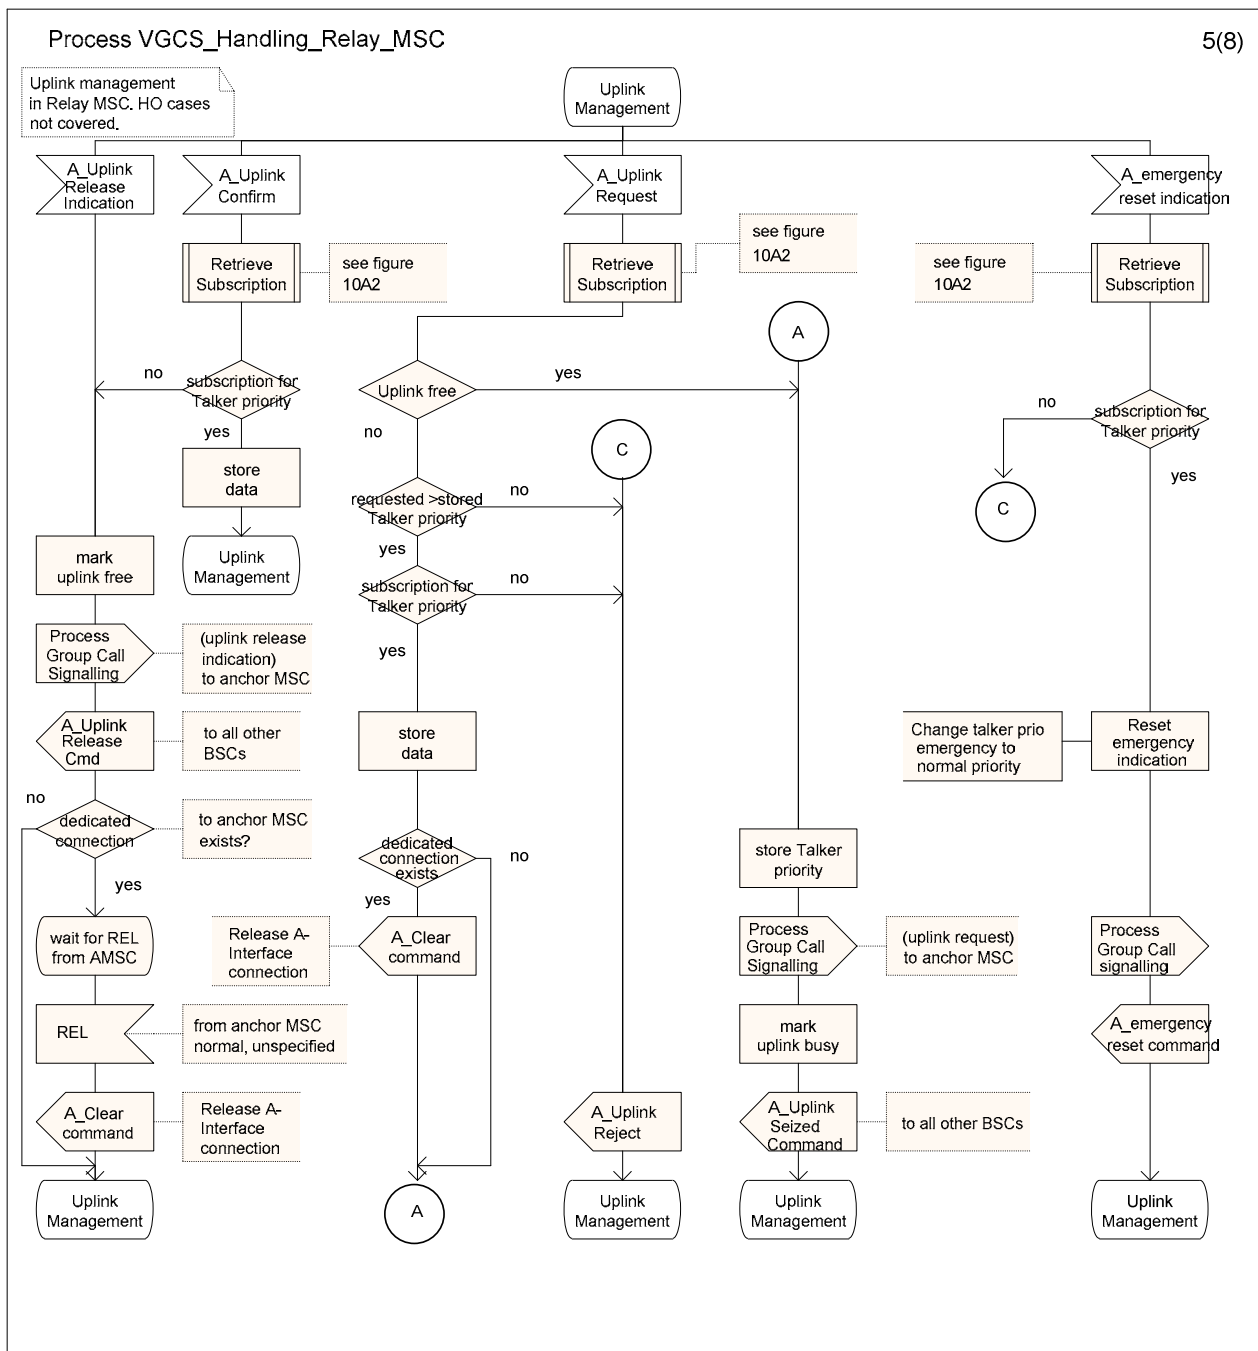 Process VGCS_Handling_Relay_MSC
5(8)
Uplink management
in Relay MSC. HO cases
not covered.
Uplink
Management
A_Uplink
Release
Indication
A_Uplink
Confirm
A_Uplink
Request
A_emergency
reset indication
Retrieve
Subscription
see figure
10A2
Retrieve
Subscription
see figure
10A2
see figure
10A2
Retrieve
Subscription
A
no
subscription for
Talker priority
yes
Uplink free
yes
no
no
subscription for
Talker priority
yes
C
C
store
data
requested >stored
Talker priority
no
yes
mark
uplink free
Uplink
Management
subscription for
Talker priority
no
yes
Process
Group Call
Signalling
(uplink release
indication)
to anchor MSC
A_Uplink
Release
Cmd
to all other
BSCs
store
data
Change talker prio
emergency to
normal priority
Reset
emergency
indication
no
dedicated
connection
to anchor MSC
exists?
yes
dedicated
connection
exists
no
yes
store Talker
priority
wait for REL
from AMSC
Release A-
Interface
connection
A_Clear
command
Process
Group Call
Signalling
(uplink request)
to anchor MSC
Process
Group Call
signalling
REL
from anchor MSC
normal, unspecified
mark
uplink busy
A_emergency
reset command
A_Clear
command
Release A-
Interface
connection
A_Uplink
Reject
A_Uplink
Seized
Command
to all other BSCs
Uplink
Management
A
Uplink
Management
Uplink
Management
Uplink
Management